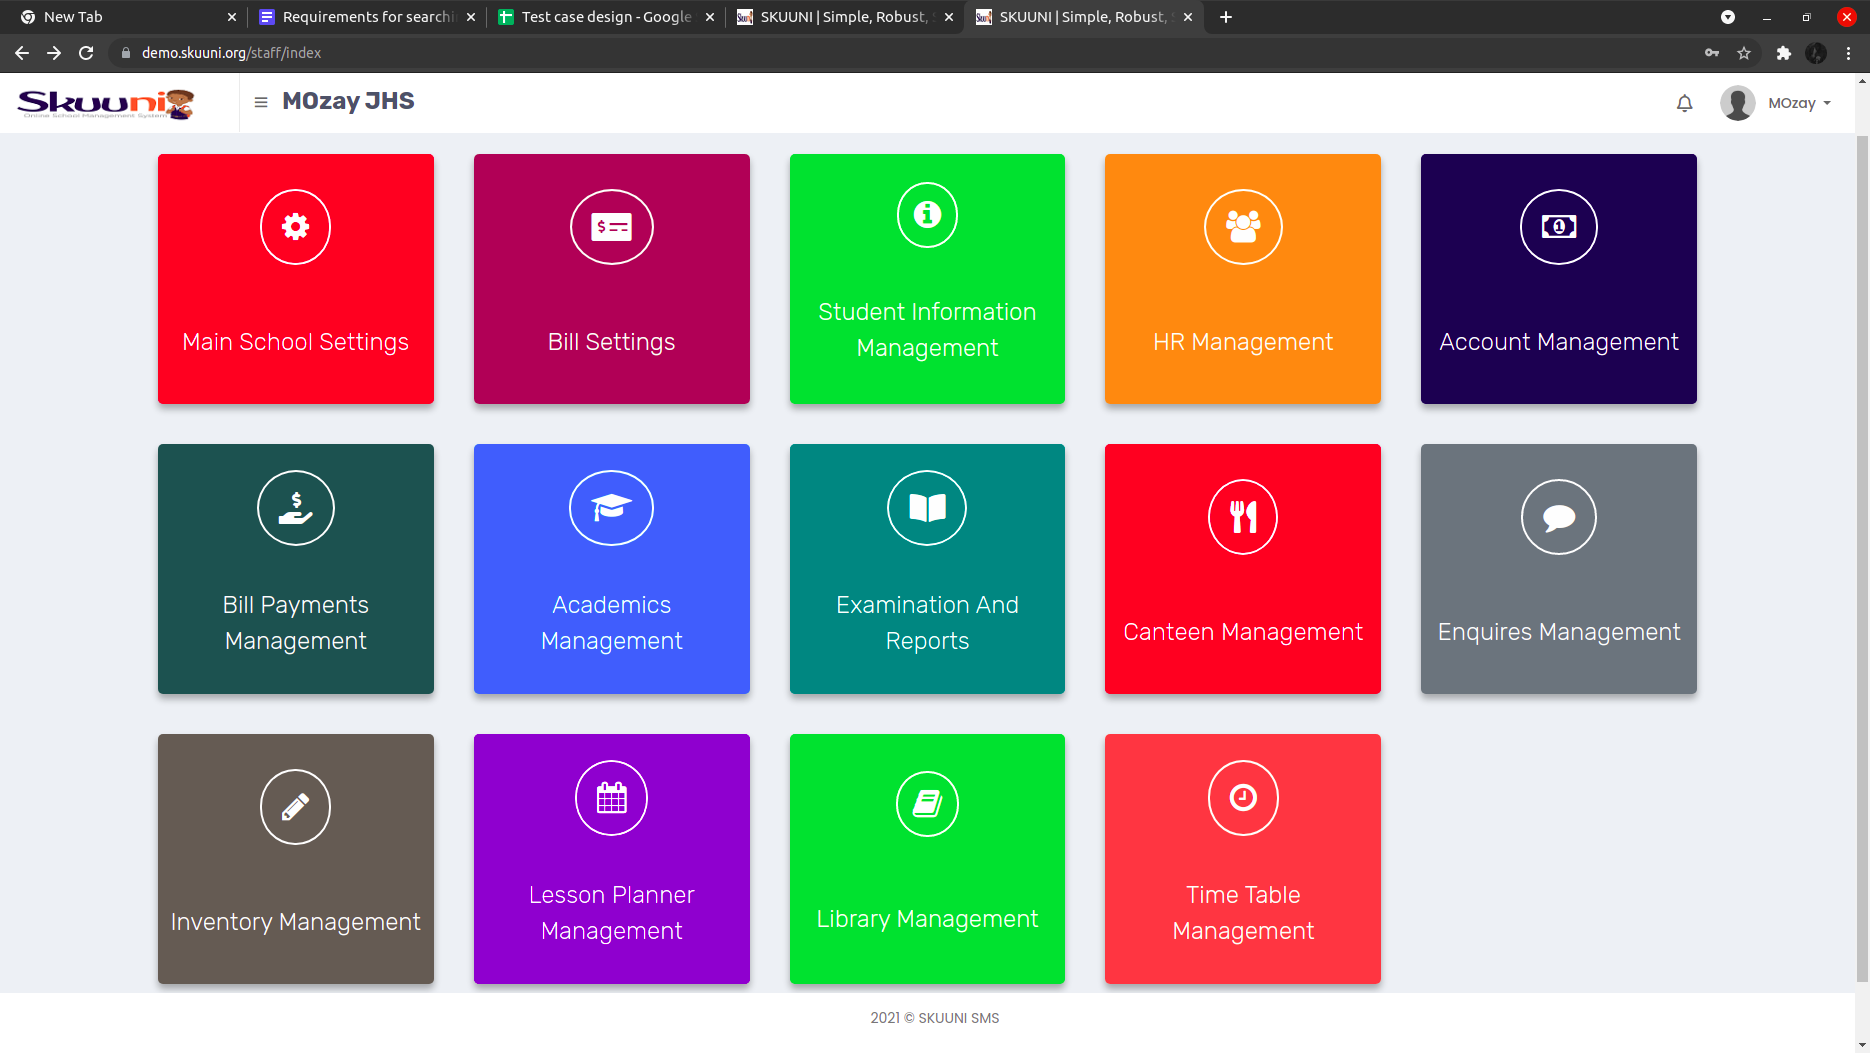 New Tab
Requirements for searchi
Test case design - Google
SKUUNI | Simple, Robust, S
SKUUNI | Simple, Robust, S
demo.skuuni.org/staff/index
Skuuni
Online School Management System
MOzay JHS
MOzay
Main School Settings
Bill Settings
Student Information
Management
HR Management
Account Management
Bill Payments
Management
Academics
Management
Examination And
Reports
Canteen Management
Enquires Management
Inventory Management
Lesson Planner
Management
Library Management
Time Table
Management
2021 © SKUUNI SMS